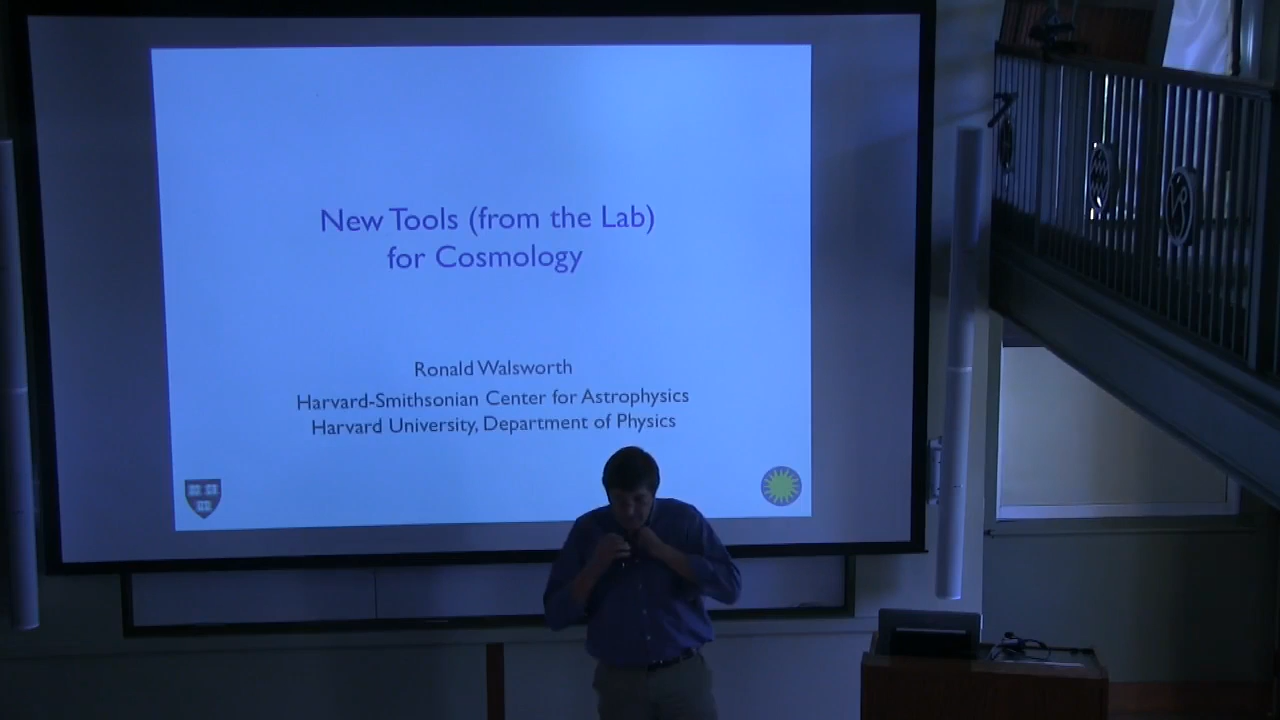 New Tools (from the Lab)
for Cosmology
Ronald Walsworth
Harvard-Smithsonian Center for Astrophysics
Harvard University, Department of Physics